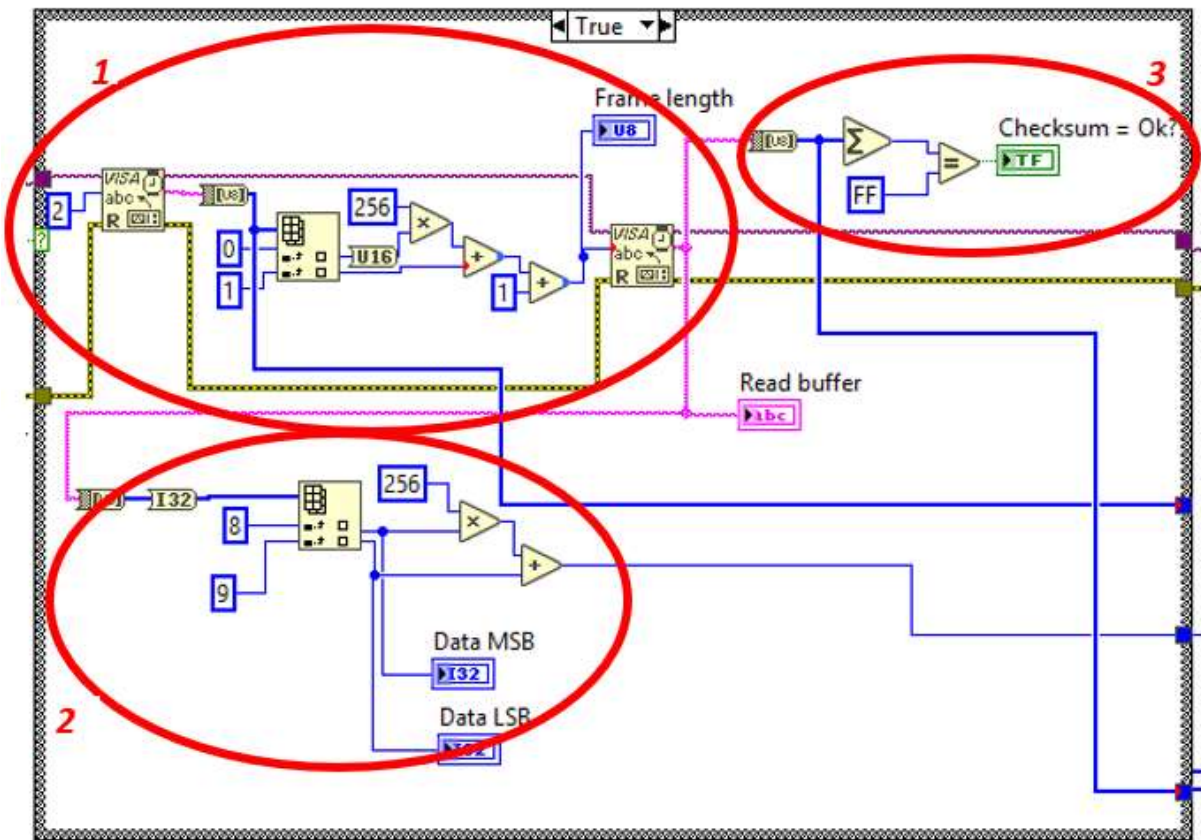 True
1
3
Frame length
U8
[U8]
Checksum = Ok?
TF
VISA
abc
R
2
[U8]
256
FF
?
0
U16
VISA
abc
R
1
1
Read buffer
abc
I32
256
8
9
Data MSB
I32
2
Data LSB